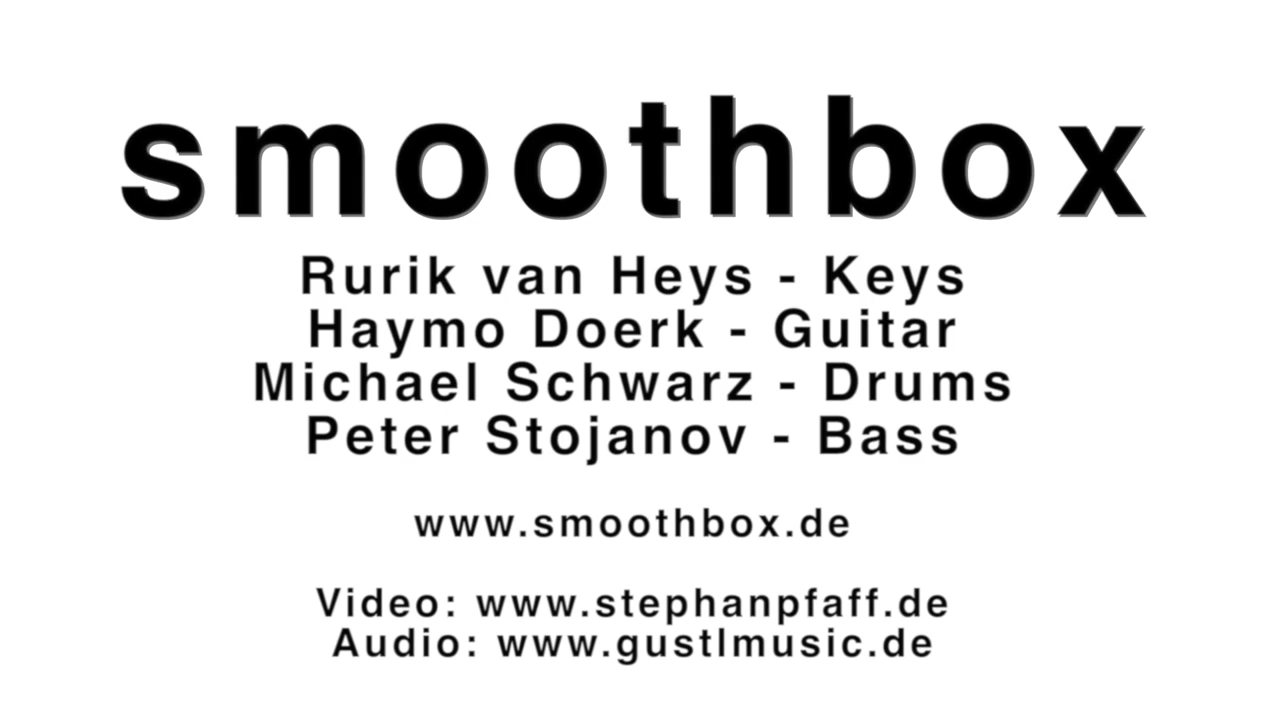 smoothbox
Rurik van Heys - Keys
Haymo Doerk - Guitar
Michael Schwarz - Drums
Peter Stojanov - Bass
www.smoothbox.de
Video: www.stephanpfaff.de
Audio: www.gustlmusic.de